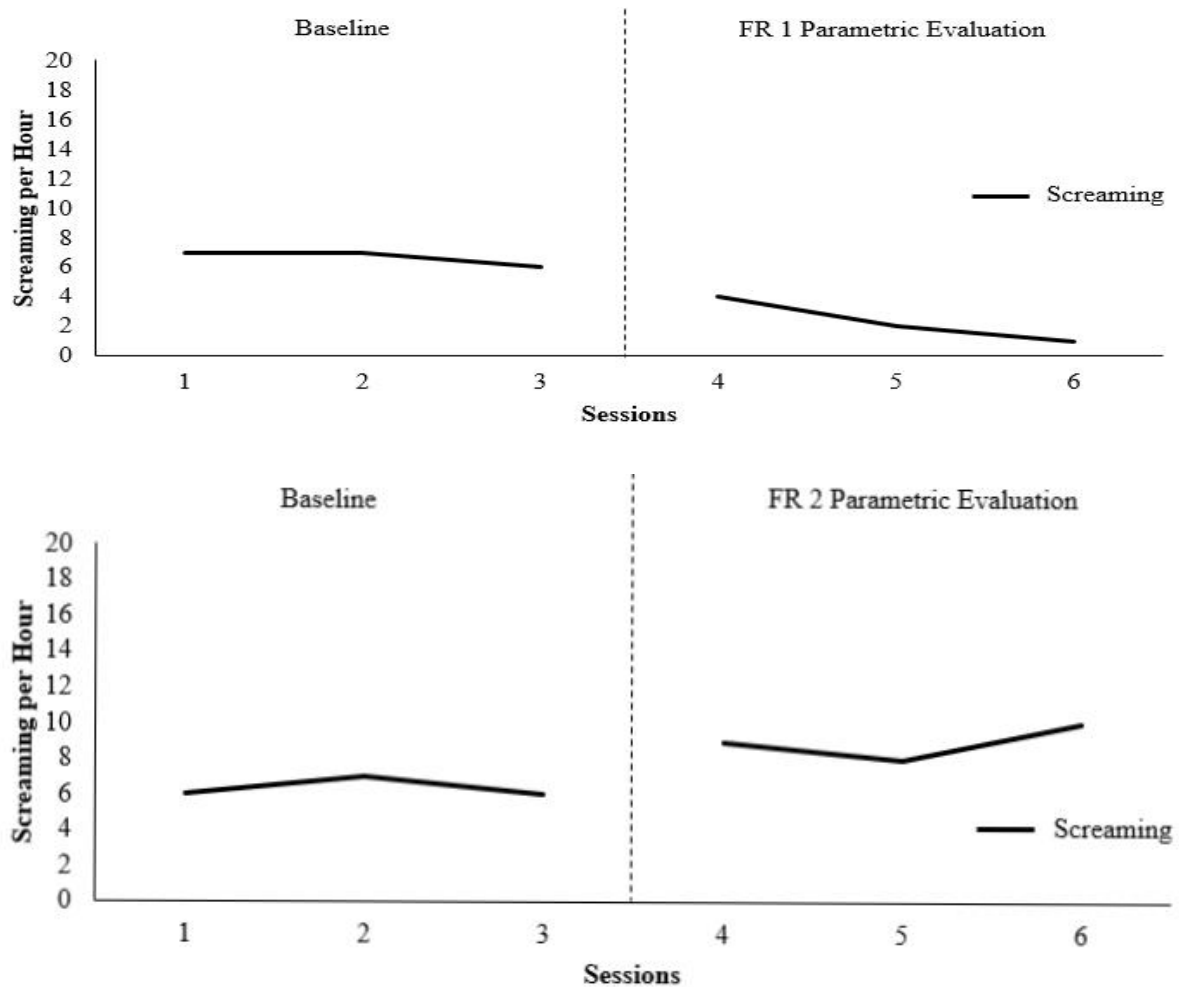 Baseline
FR 1 Parametric Evaluation
20
18
16
14
12
10
8
6
4
2
0
Screaming per Hour
Screaming
1 2 3 4 5 6
Sessions
Baseline
FR 2 Parametric Evaluation
20
18
16
14
12
10
8
6
4
2
0
Screaming per Hour
Screaming
1 2 3 4 5 6
Sessions